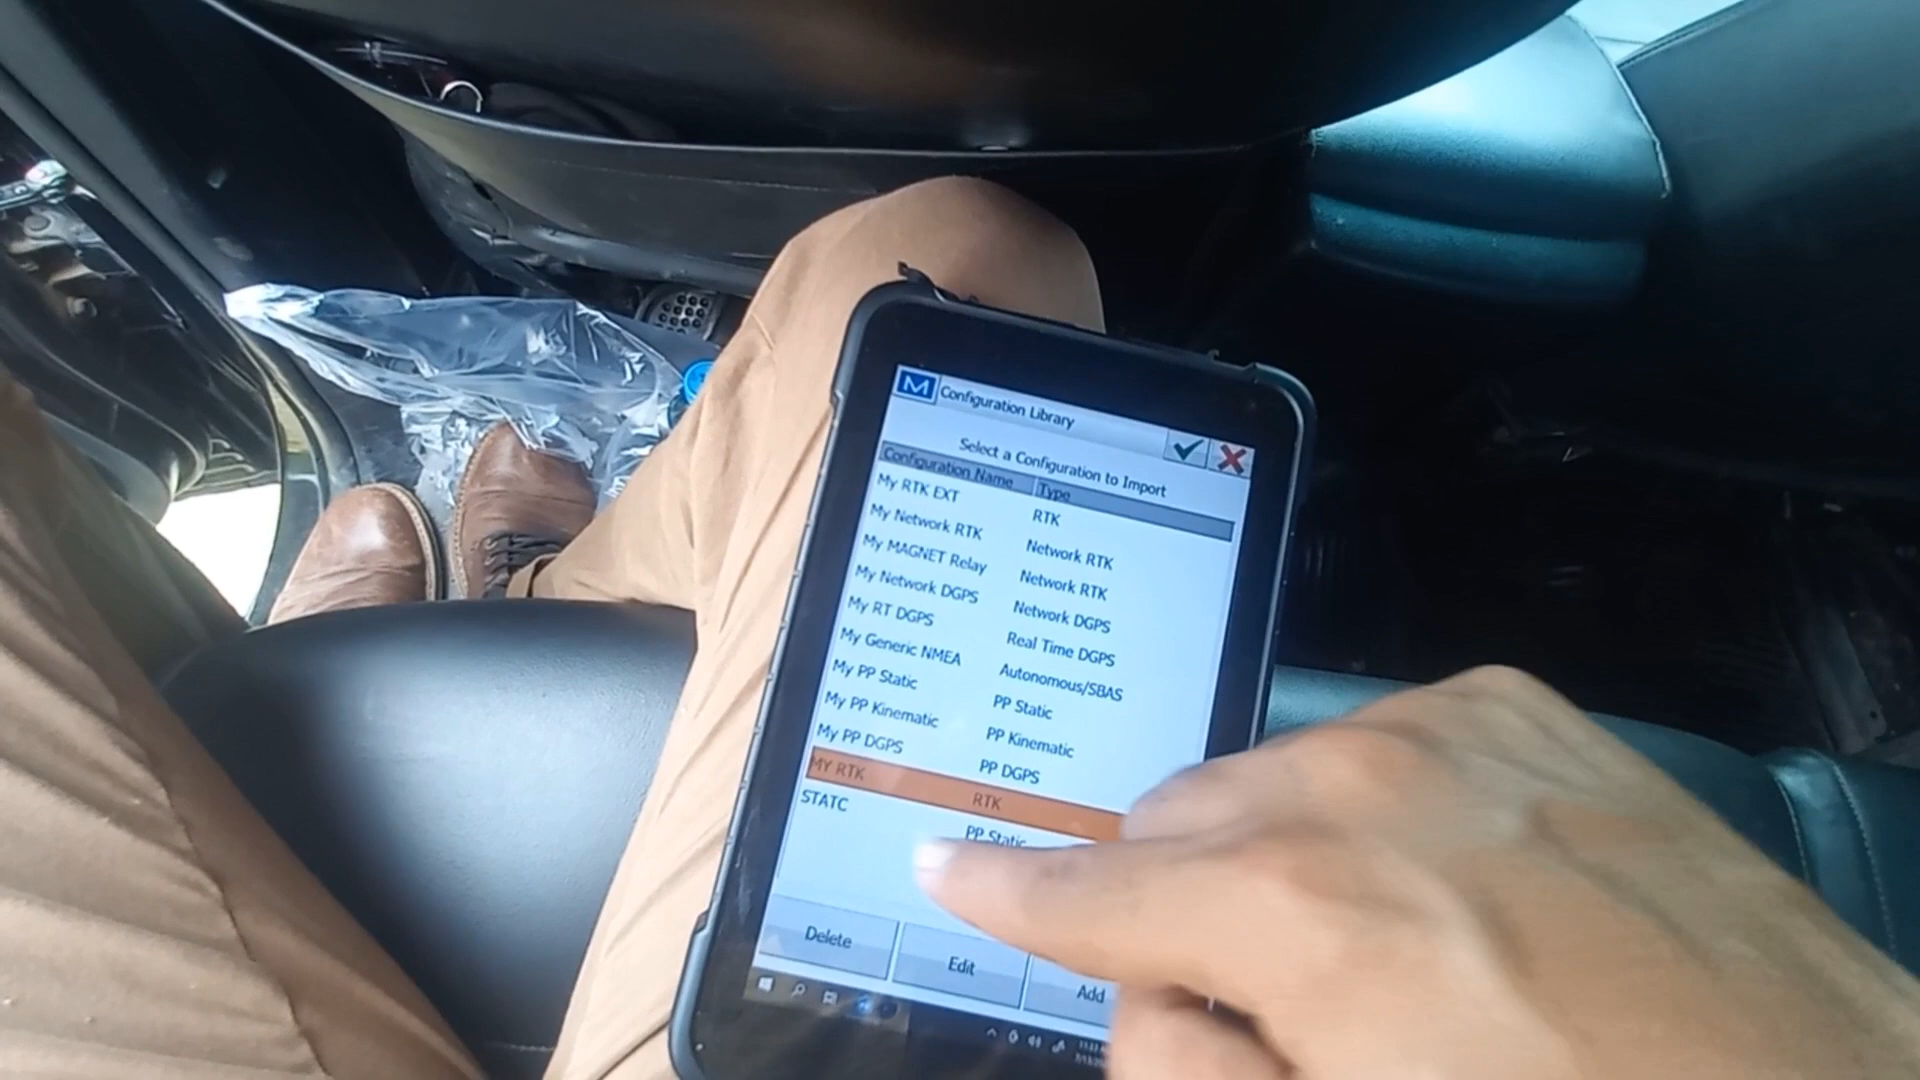 M Configuration Library
Select a Configuration to Import
Configuration Name Type
My RTK EXT RTK
My Network RTK Network RTK
My MAGNET Relay Network RTK
My Network DGPS Network DGPS
My RT DGPS Real Time DGPS
My Generic NMEA Autonomous/SBAS
My PP Static PP Static
My PP Kinematic PP Kinematic
My PP DGPS PP DGPS
MY RTK RTK
STATC PP Static
Delete Edit Add